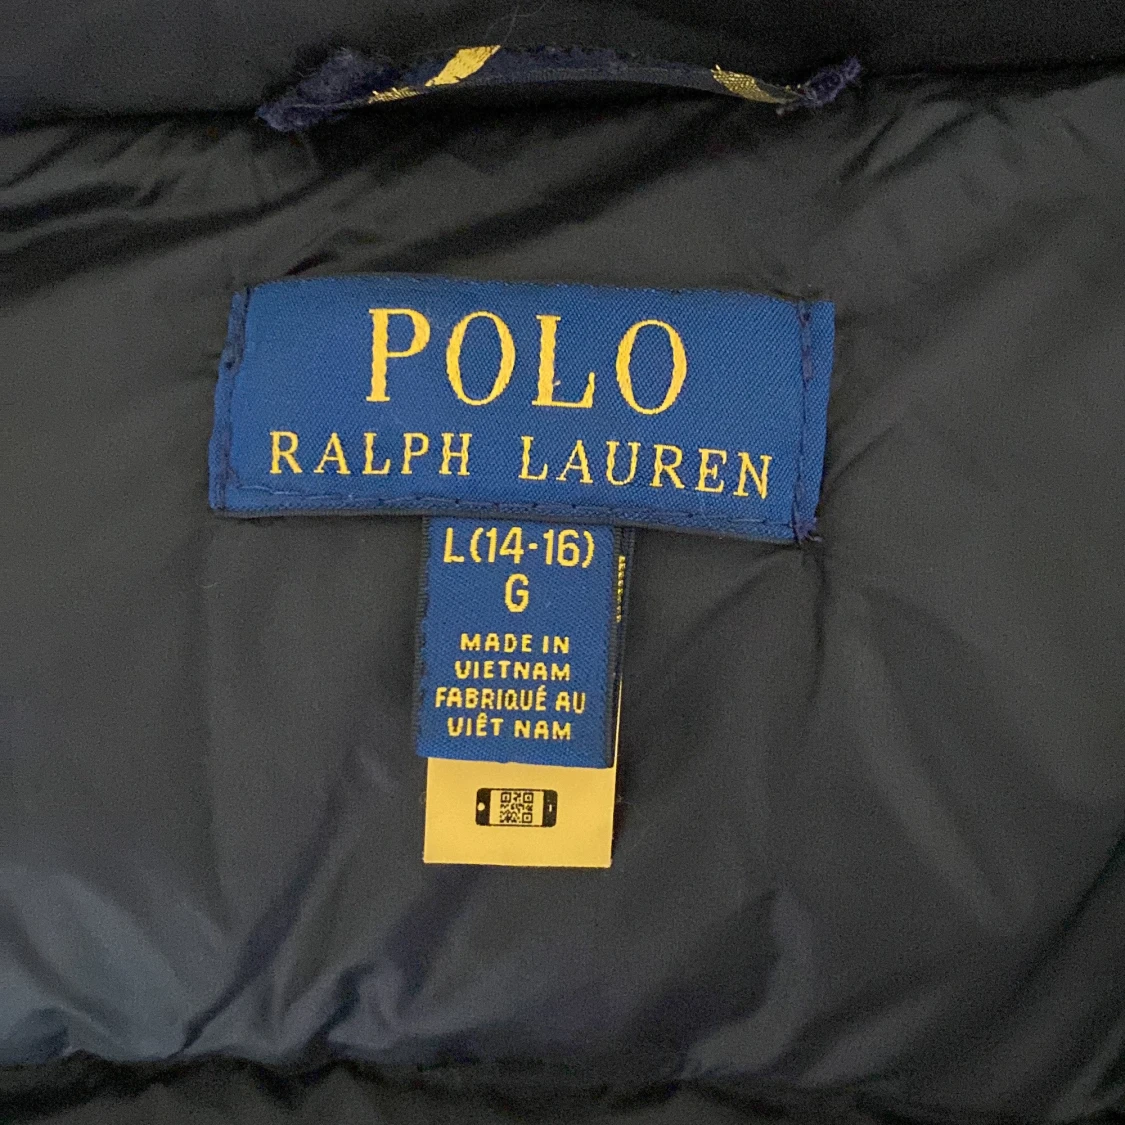 POLO
RALPH LAUREN
L(14-16)
G
MADE IN
VIETNAM
FABRIQUÉ AU
VIÊT NAM